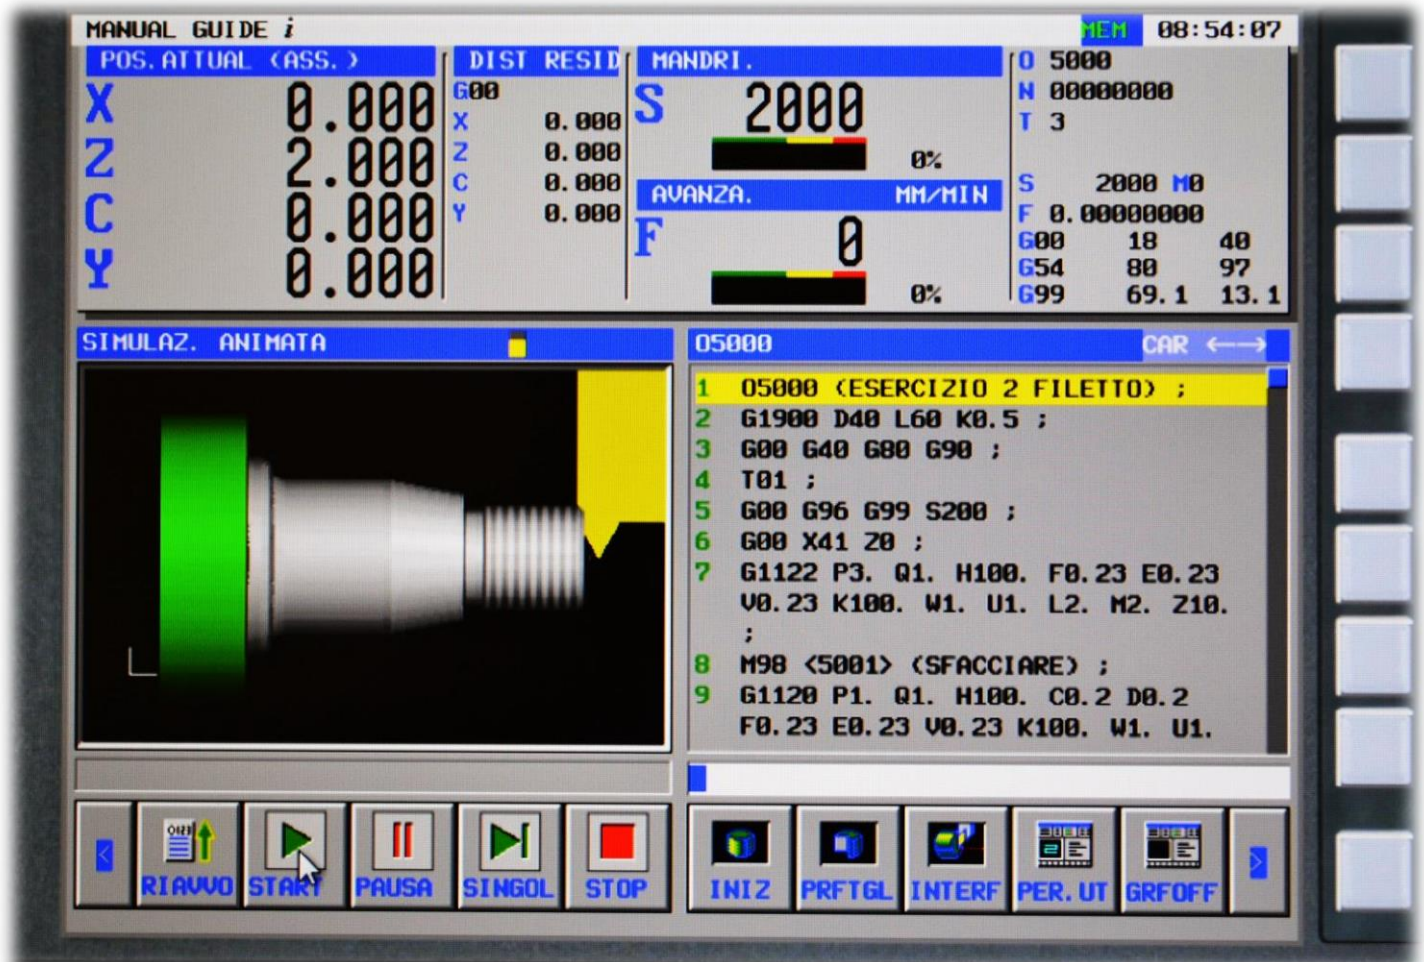 MANUAL GUIDE i
MEM 08:54:07
POS. ATTUAL (ASS.)
X 0.000
Z 2.000
C 0.000
Y 0.000
DIST RESID
G00
X 0.000
Z 0.000
C 0.000
Y 0.000
MANDRI.
S 2000
0%
AVANZA. MM/MIN
F 0
0%
O 5000
N 00000000
T 3
S 2000 M0
F 0.00000000
G00 18 40
G54 80 97
G99 69.1 13.1
SIMULAZ. ANIMATA
O5000 CAR ←→
1 O5000 (ESERCIZIO 2 FILETTO) ;
2 G1900 D40 L60 K0.5 ;
3 G00 G40 G80 G90 ;
4 T01 ;
5 G00 G96 G99 S200 ;
6 G00 X41 Z0 ;
7 G1122 P3. Q1. H100. F0.23 E0.23
V0.23 K100. W1. U1. L2. M2. Z10.
;
8 M98 <5001> (SFACCIARE) ;
9 G1120 P1. Q1. H100. C0.2 D0.2
F0.23 E0.23 V0.23 K100. W1. U1.
< RIAVVO START PAUSA SINGOL STOP
INIZ PRFTGL INTERF PER.UT GRFOFF >